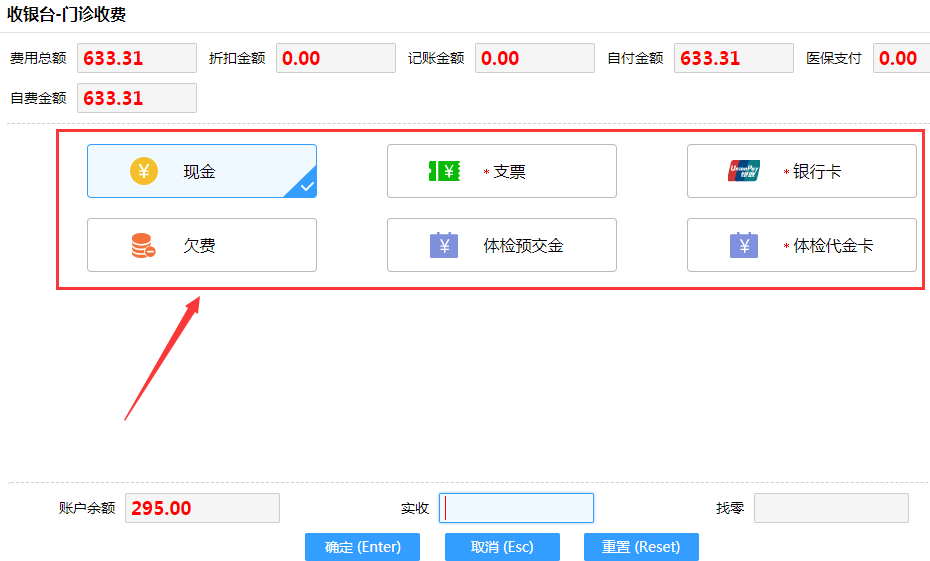 收银台-门诊收费
费用总额 633.31 折扣金额 0.00 记账金额 0.00 自付金额 633.31 医保支付 0.00
自费金额 633.31
¥ 现金 ¥ *支票 UnionPay 银联 *银行卡
欠费 ¥ 体检预交金 ¥ *体检代金卡
账户余额 295.00 实收 找零
确定 (Enter) 取消 (Esc) 重置 (Reset)